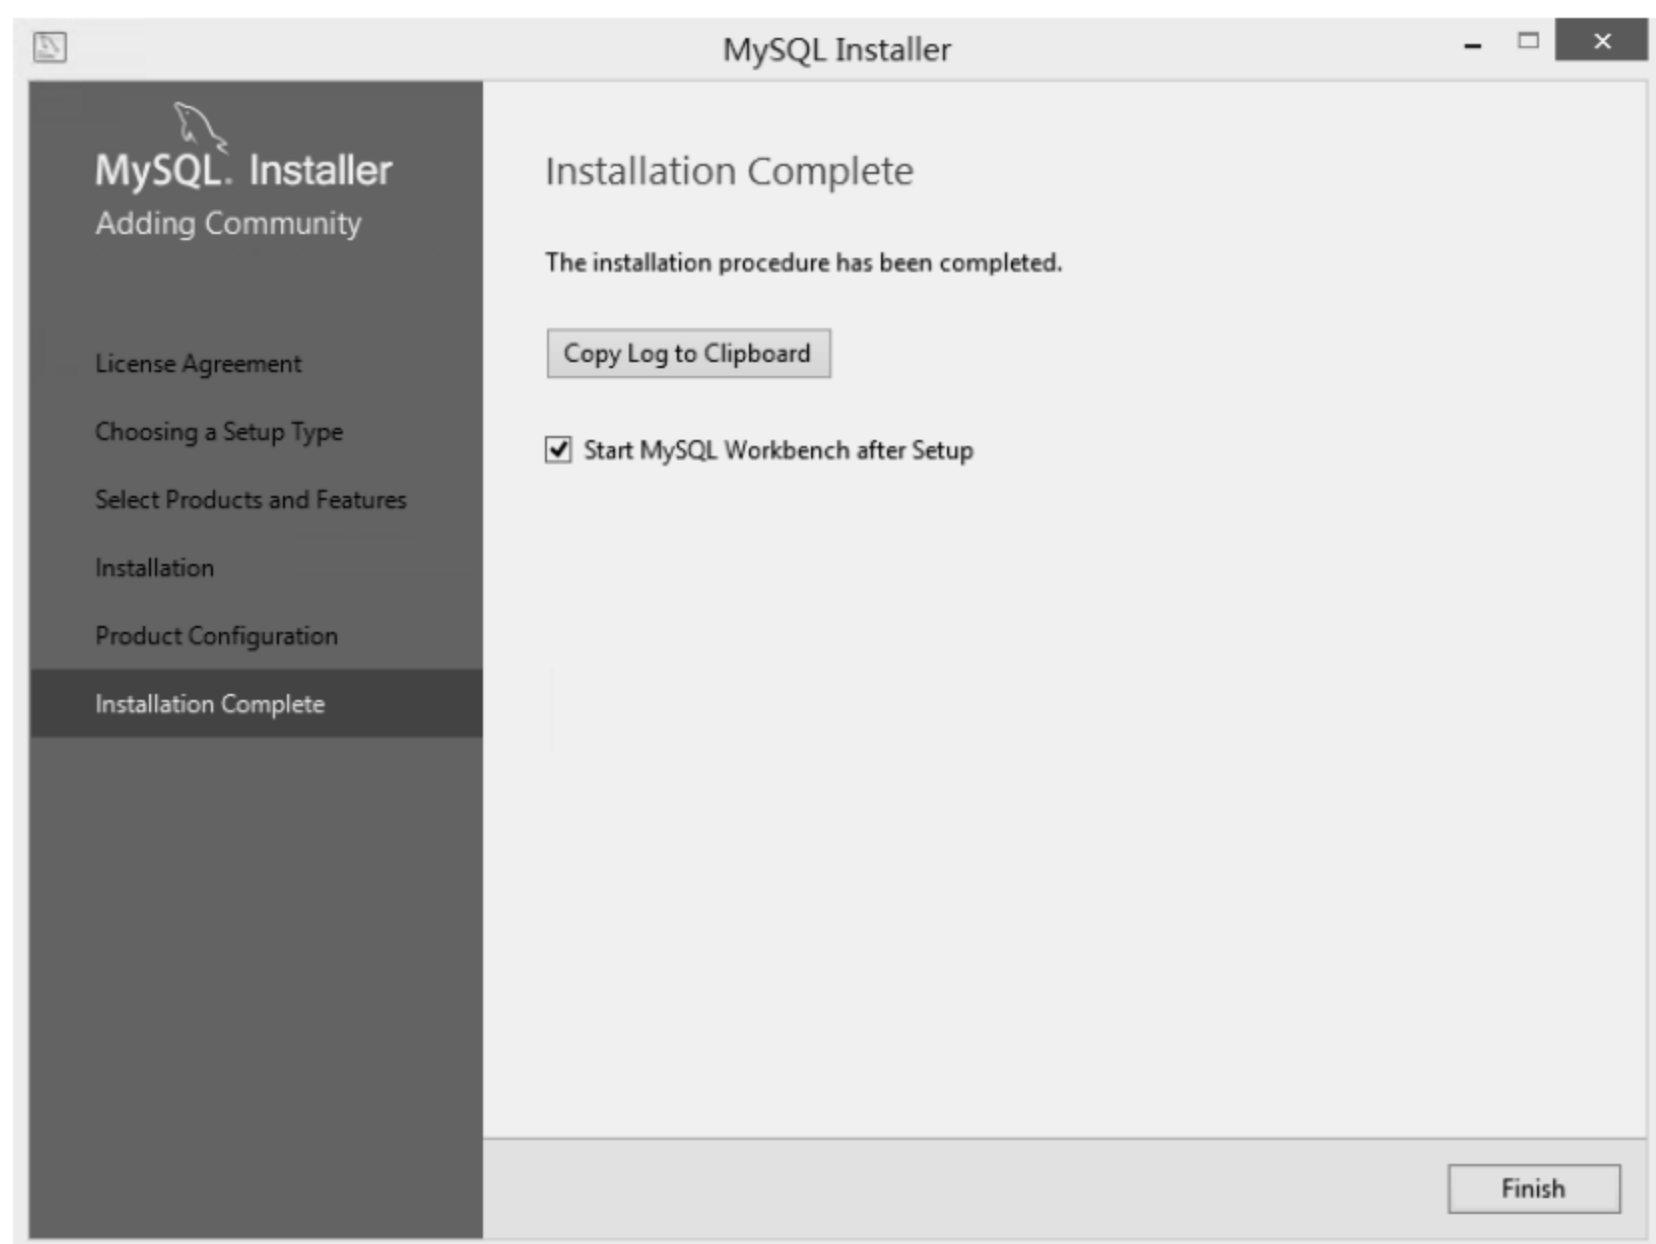 MySQL Installer
MySQL. Installer
Adding Community
License Agreement
Choosing a Setup Type
Select Products and Features
Installation
Product Configuration
Installation Complete
Installation Complete
The installation procedure has been completed.
Copy Log to Clipboard
Start MySQL Workbench after Setup
Finish